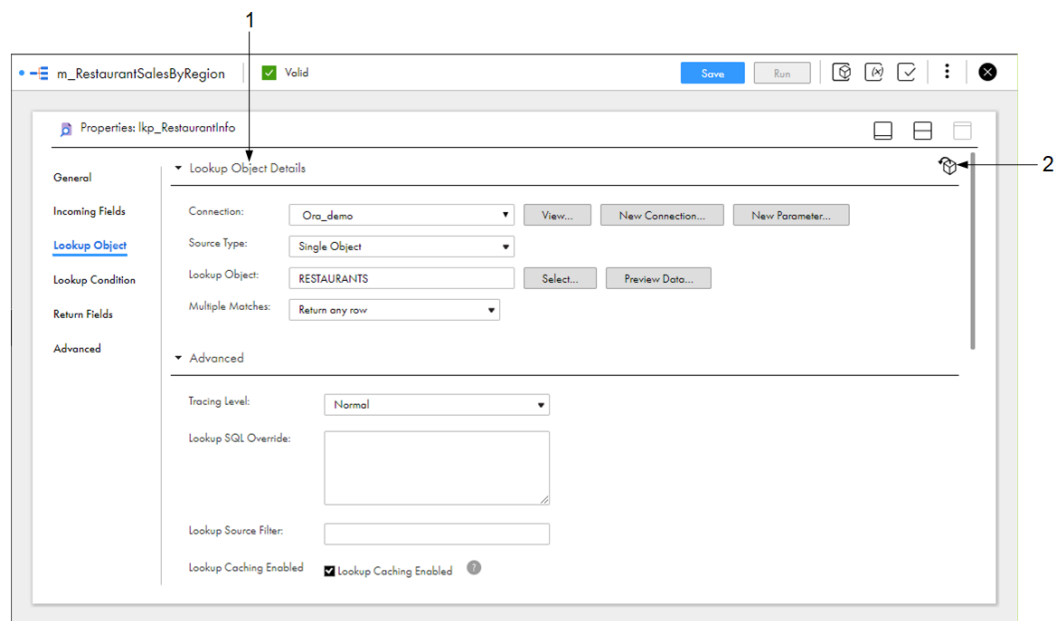 1
m_RestaurantSalesByRegion Valid Save Run (x)
Properties: lkp_RestaurantInfo
2
Lookup Object Details
General
Incoming Fields
Connection: Ora_demo View... New Connection... New Parameter...
Lookup Object
Source Type: Single Object
Lookup Condition
Lookup Object: RESTAURANTS Select... Preview Data...
Return Fields
Multiple Matches: Return any row
Advanced
Advanced
Tracing Level: Normal
Lookup SQL Override:
Lookup Source Filter:
Lookup Caching Enabled Lookup Caching Enabled ?